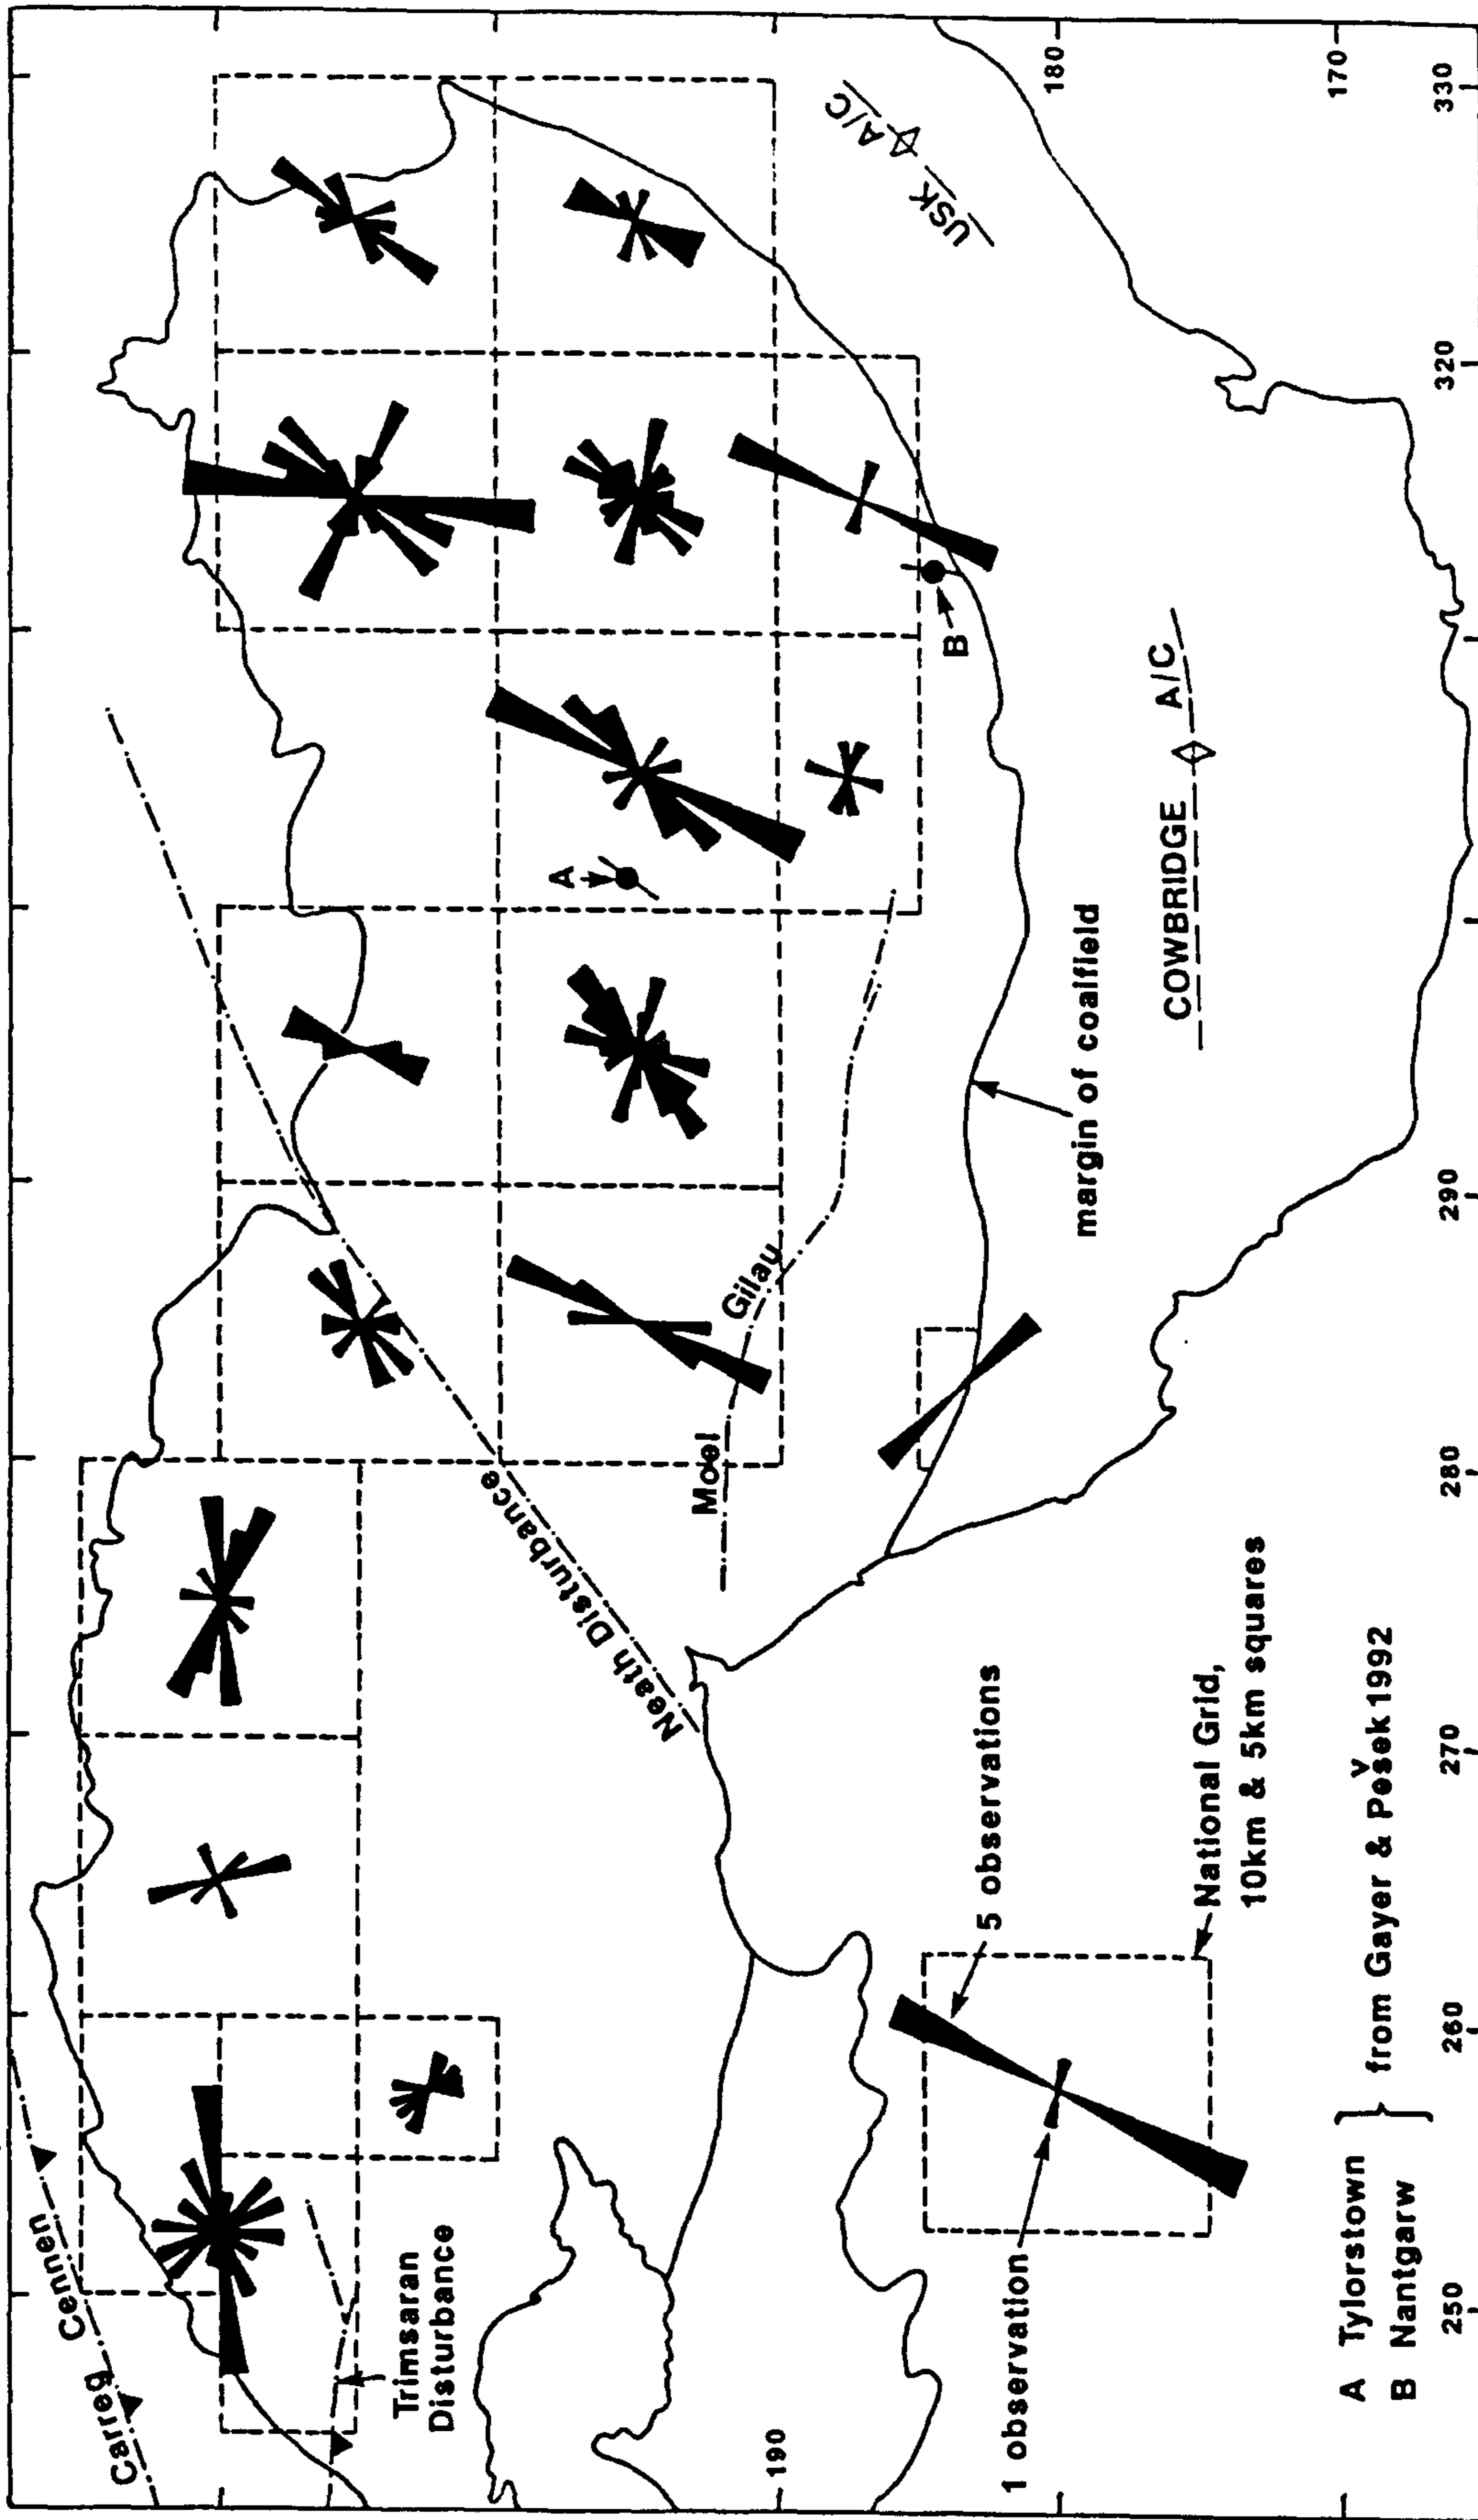 Carreg Cennen
Trimsaran
Disturbance
Neath Disturbance
Moel Gilau
A
B
USK A/C
COWBRIDGE A/C
margin of coalfield
5 observations
1 observation
National Grid,
10km & 5km squares
A Tylorstown
B Nantgarw
from Gayer & Pešek 1992
190
180
170
250
260
270
280
290
320
330